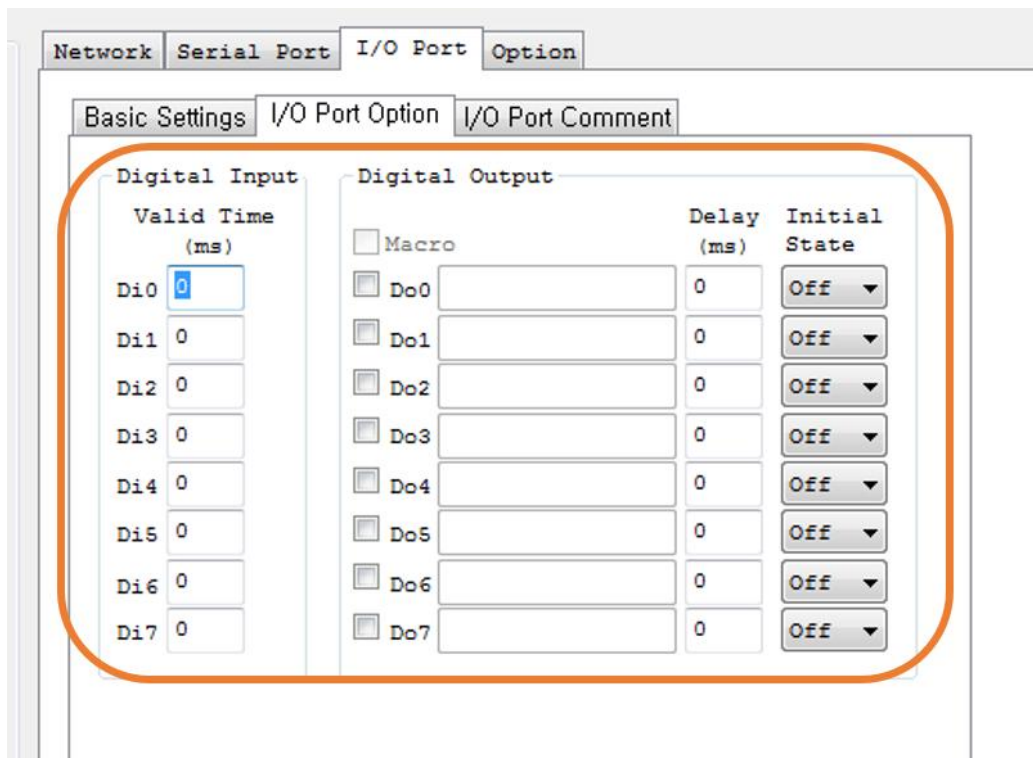 Network Serial Port I/O Port Option
Basic Settings I/O Port Option I/O Port Comment
Digital Input Digital Output
Valid Time Delay Initial
(ms) Macro (ms) State
Di0 0 Do0 0 Off
Di1 0 Do1 0 Off
Di2 0 Do2 0 Off
Di3 0 Do3 0 Off
Di4 0 Do4 0 Off
Di5 0 Do5 0 Off
Di6 0 Do6 0 Off
Di7 0 Do7 0 Off